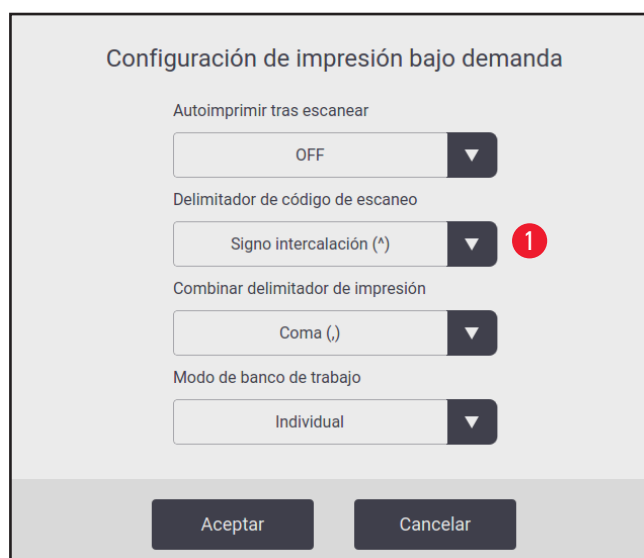 Configuración de impresión bajo demanda
Autoimprimir tras escanear
OFF
Delimitador de código de escaneo
Signo intercalación (^)
1
Combinar delimitador de impresión
Coma (,)
Modo de banco de trabajo
Individual
Aceptar
Cancelar